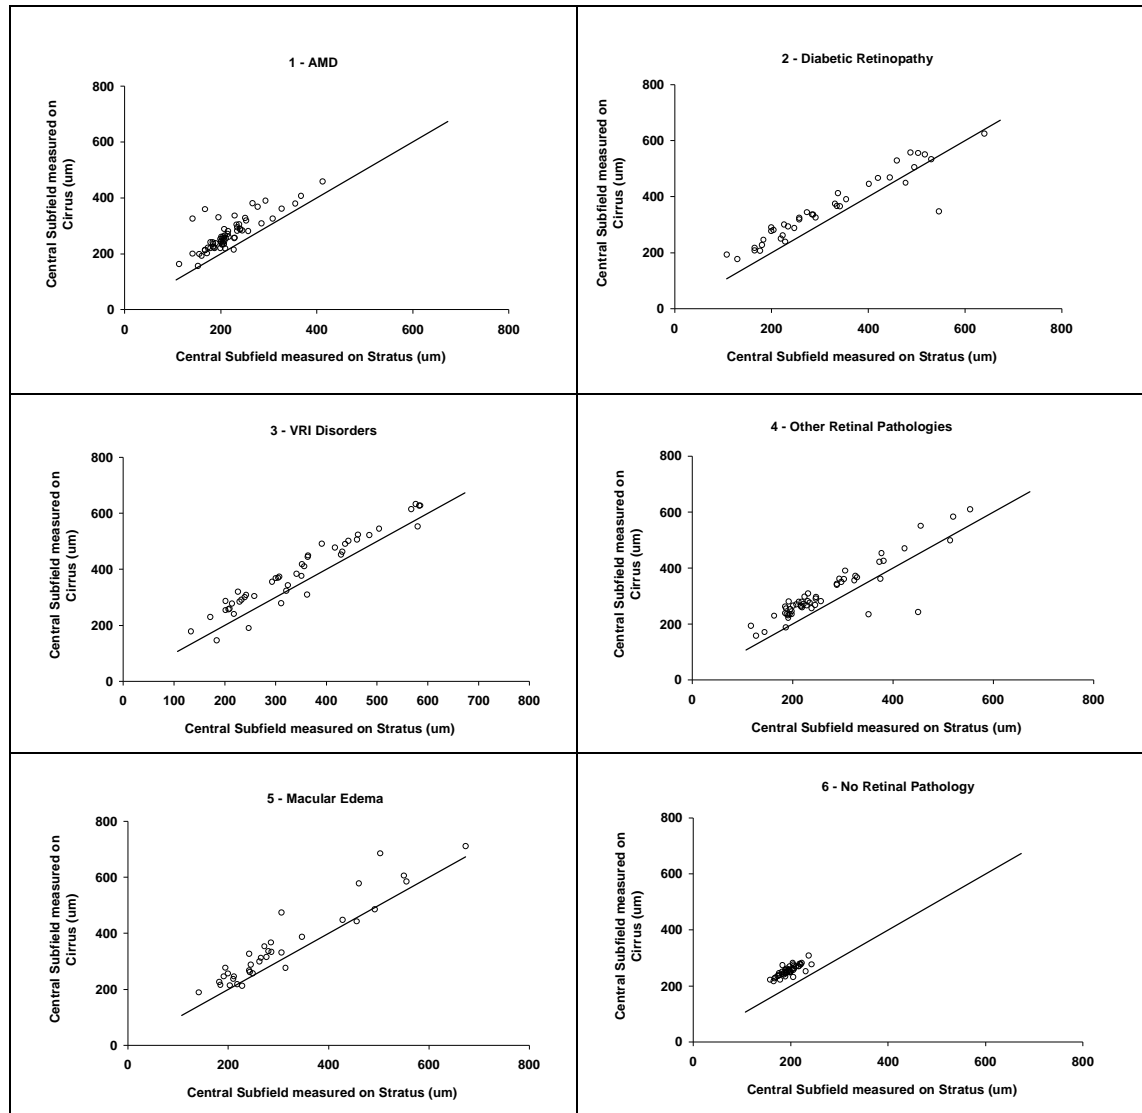 1 - AMD
Central Subfield measured on
Cirrus (um)
800
600
400
200
0
0 200 400 600 800
Central Subfield measured on Stratus (um)
2 - Diabetic Retinopathy
Central Subfield measured on
Cirrus (um)
800
600
400
200
0
0 200 400 600 800
Central Subfield measured on Stratus (um)
3 - VRI Disorders
Central Subfield measured on
Cirrus (um)
800
600
400
200
0
0 100 200 300 400 500 600 700 800
Central Subfield measured on Stratus (um)
4 - Other Retinal Pathologies
Central Subfield measured on
Cirrus (um)
800
600
400
200
0
0 200 400 600 800
Central Subfield measured on Stratus (um)
5 - Macular Edema
Central Subfield measured on
Cirrus (um)
800
600
400
200
0
0 200 400 600 800
Central Subfield measured on Stratus (um)
6 - No Retinal Pathology
Central Subfield measured on
Cirrus (um)
800
600
400
200
0
0 200 400 600 800
Central Subfield measured on Stratus (um)